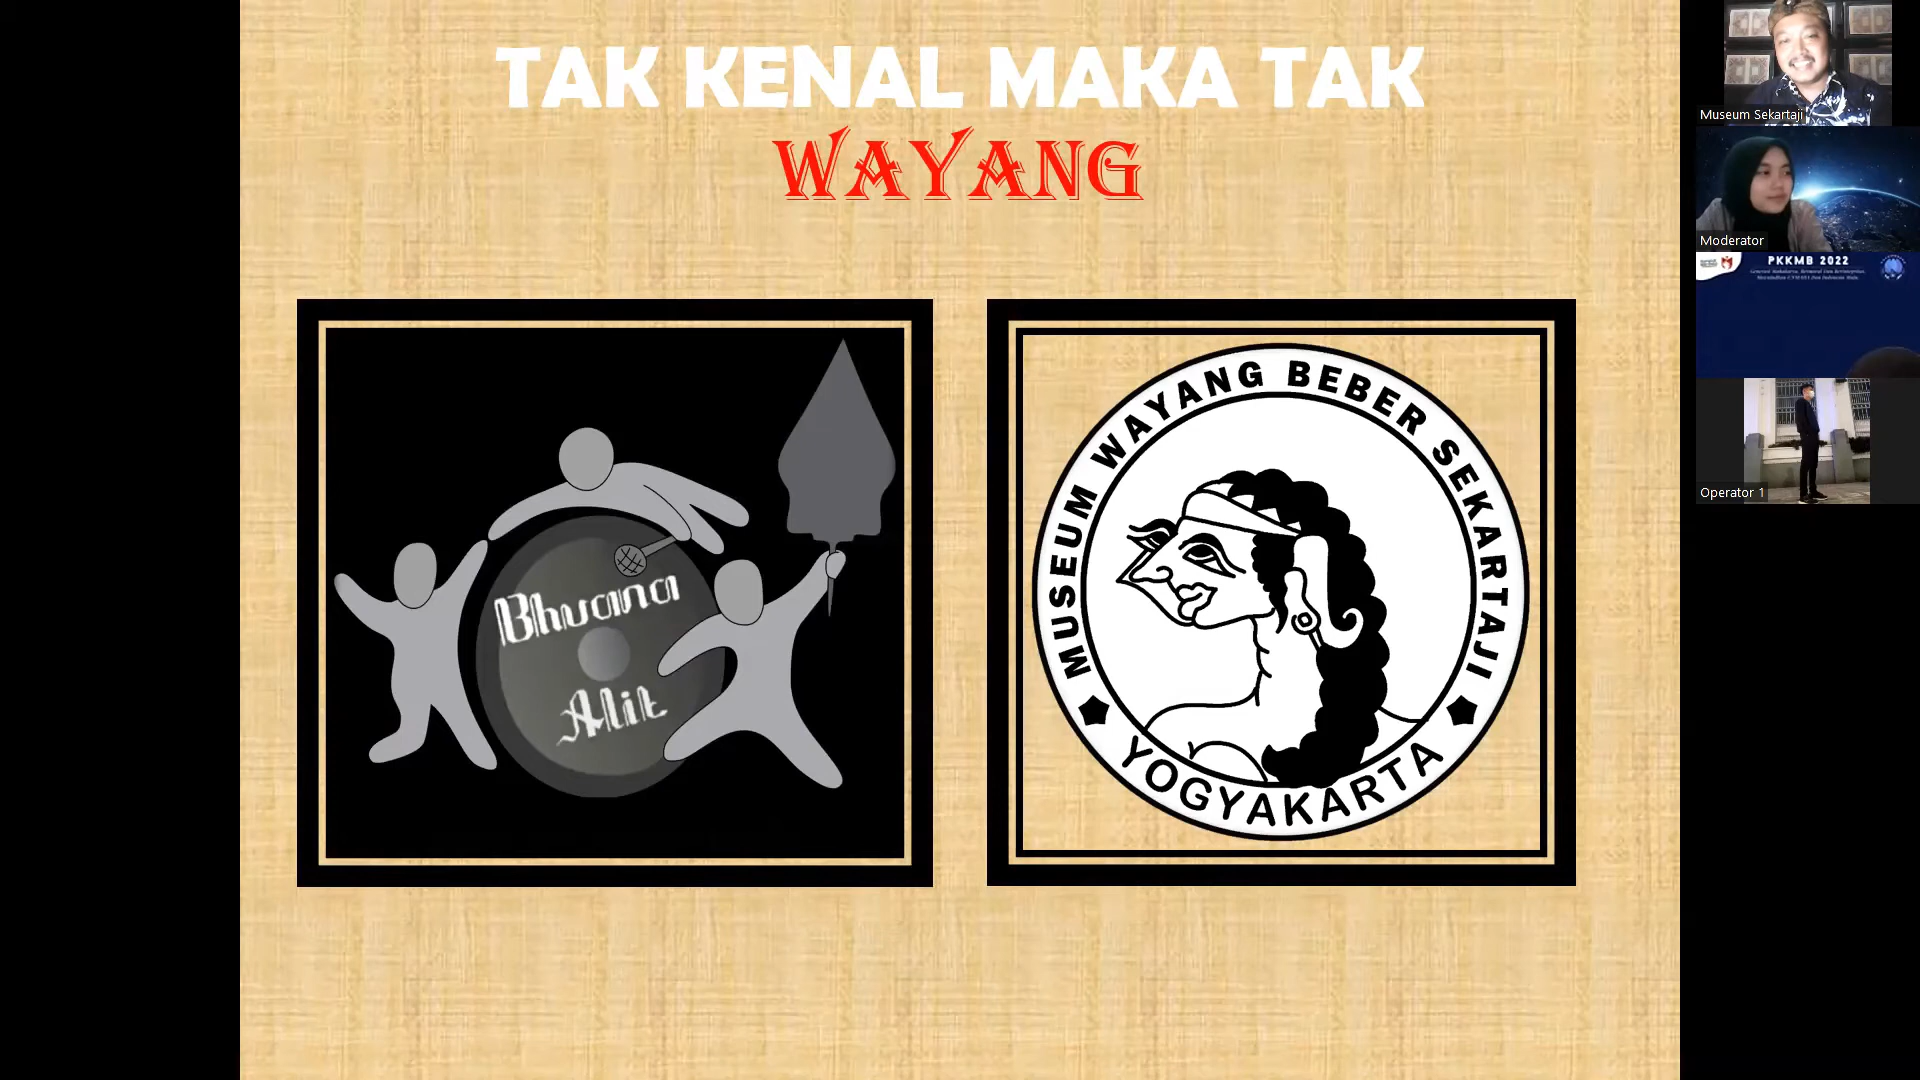 TAK KENAL MAKA TAK
WAYANG
Bhuana
Alit
MUSEUM WAYANG BEBER SEKARTAJI
YOGYAKARTA
Museum Sekartaji
Moderator
PKKMB 2022
Operator 1